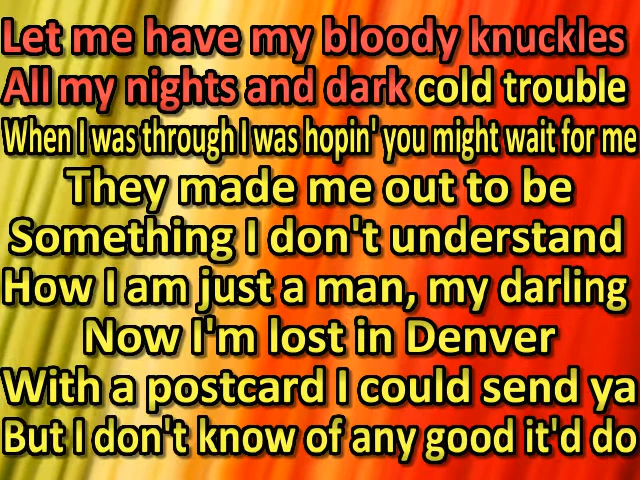 Let me have my bloody knuckles
All my nights and dark cold trouble
When I was through I was hopin' you might wait for me
They made me out to be
Something I don't understand
How I am just a man, my darling
Now I'm lost in Denver
With a postcard I could send ya
But I don't know of any good it'd do